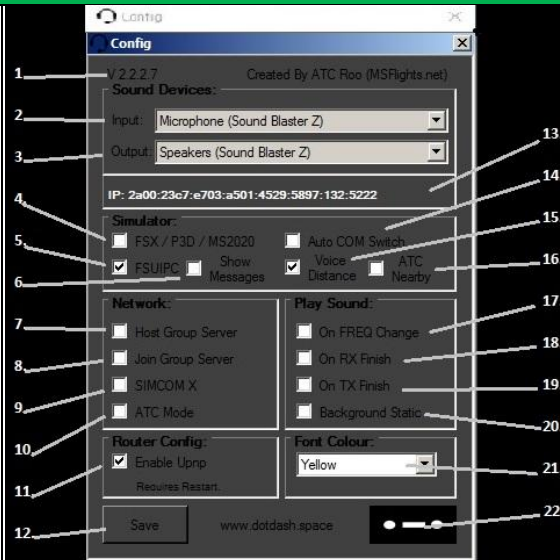 Config
Config
1 V 2.2.2.7 Created By ATC Roo (MSFlights.net)
Sound Devices:
2 Input: Microphone (Sound Blaster Z)
3 Output: Speakers (Sound Blaster Z)
13
IP: 2a00:23c7:e703:a501:4529:5897:132:5222
14
Simulator:
4 FSX / P3D / MS2020 Auto COM Switch 15
5 FSUIPC Show Messages Voice Distance ATC Nearby 16
6
Network: Play Sound: 17
7 Host Group Server On FREQ Change
8 Join Group Server On RX Finish 18
9 SIMCOM X On TX Finish 19
10 ATC Mode Background Static 20
Router Config: Font Colour:
11 Enable Upnp Yellow 21
Requires Restart.
12 Save www.dotdash.space 22